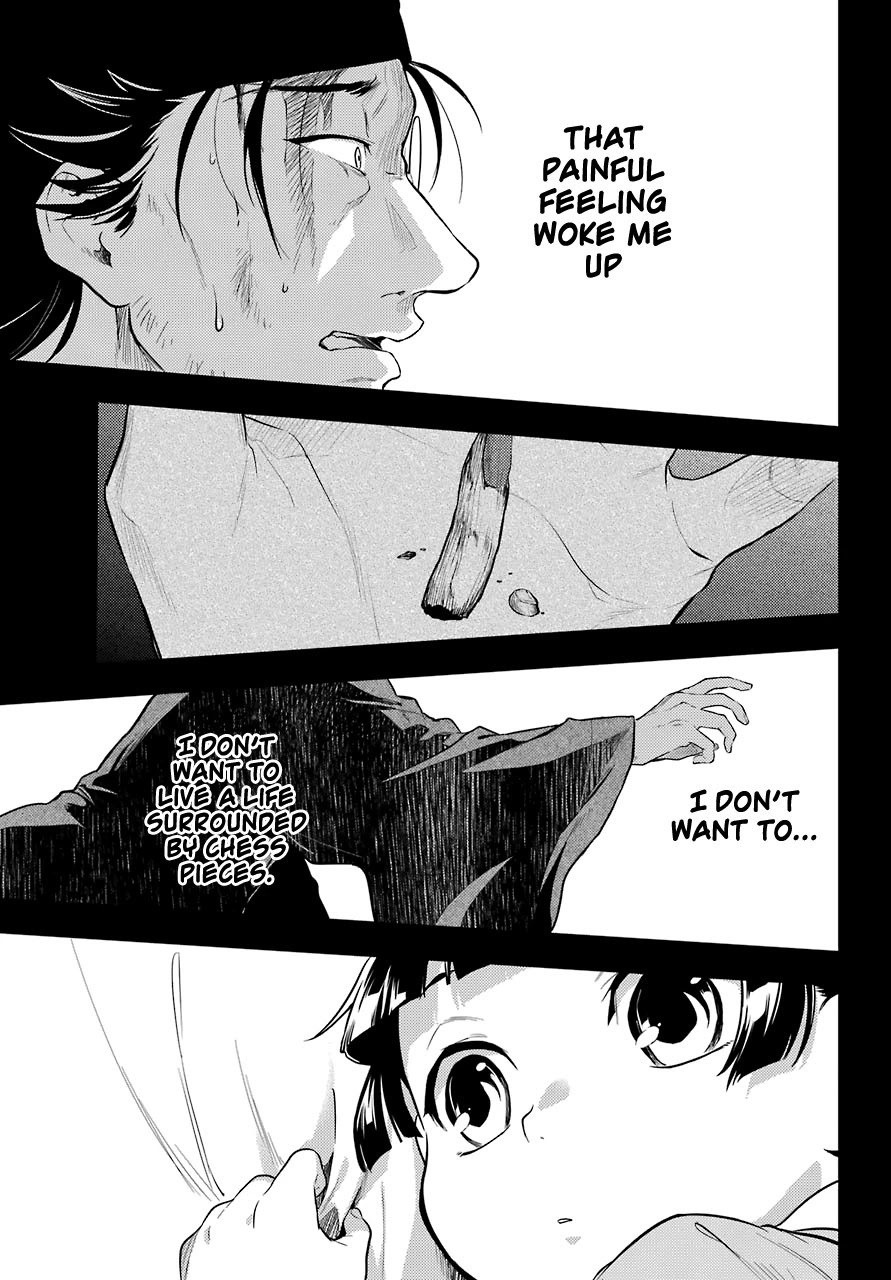 THAT
PAINFUL
FEELING
WOKE ME
UP
I DON'T
WANT TO...
I DON'T
WANT TO
LIVE A LIFE
SURROUNDED
BY CHESS
PIECES.